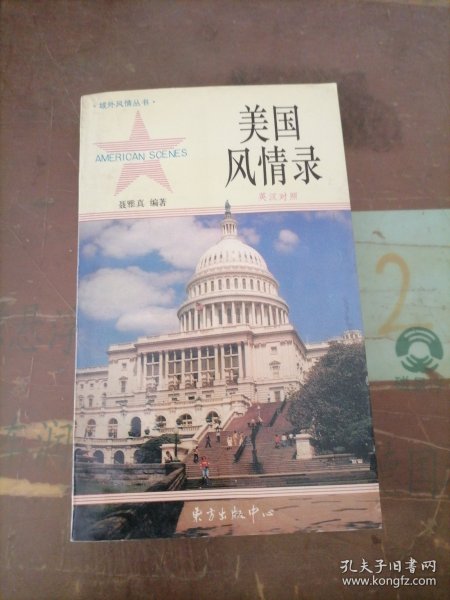 ·域外风情丛书·
AMERICAN SCENES
聂雅真 编著
美国
风情录
英汉对照
东方出版中心
2
孔夫子旧书网
www.kongfz.com